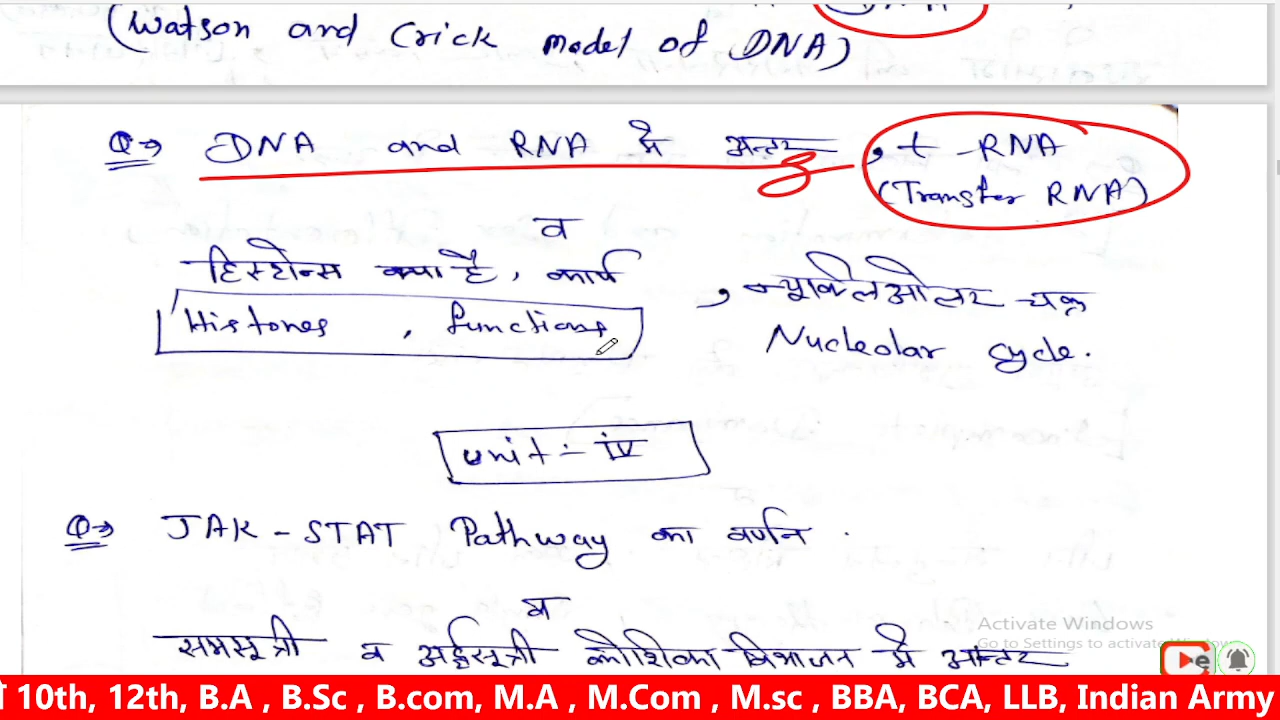 (Watson and Crick model of DNA)
Q→ DNA and RNA में अन्तर , t-RNA
(Transfer RNA)
व
हिस्टोन्स क्या है, कार्य , न्यूक्लिओलर चक्र
Histones , functions
Nucleolar cycle.
unit:- iv
Q→ JAK-STAT Pathway का वर्णन .
व
समसूत्री व अर्द्धसूत्री कोशिका विभाजन में अन्तर
Activate Windows
Go to Settings to activate Windows.
10th, 12th, B.A , B.Sc , B.com, M.A , M.Com , M.sc , BBA, BCA, LLB, Indian Army